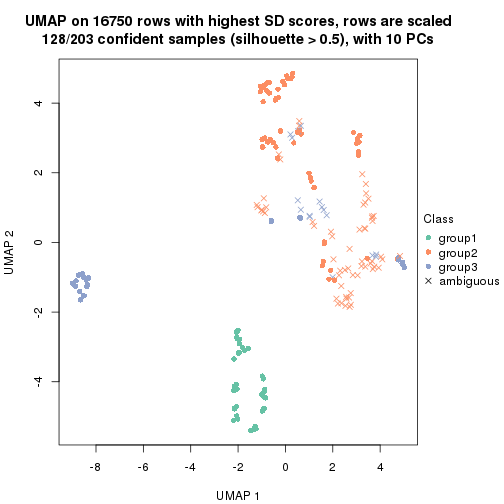 UMAP on 16750 rows with highest SD scores, rows are scaled
128/203 confident samples (silhouette > 0.5), with 10 PCs
4
2
0
-2
-4
UMAP 2
-8
-6
-4
-2
0
2
4
UMAP 1
Class
group1
group2
group3
ambiguous